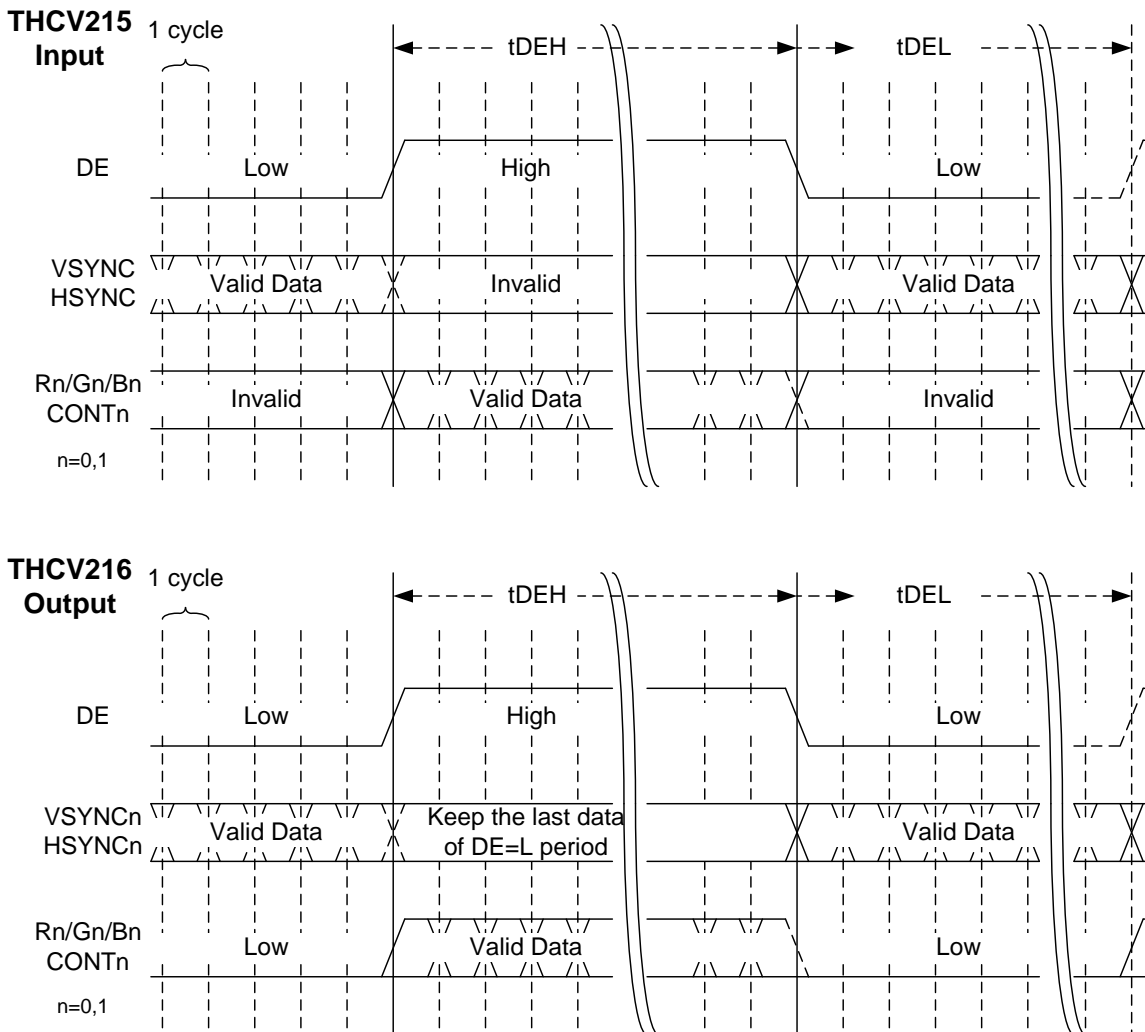 THCV215
Input
1 cycle
tDEH
tDEL
DE
Low
High
Low
VSYNC
HSYNC
Valid Data
Invalid
Valid Data
Rn/Gn/Bn
CONTn
Invalid
Valid Data
Invalid
n=0,1
THCV216
Output
1 cycle
tDEH
tDEL
DE
Low
High
Low
VSYNCn
HSYNCn
Valid Data
Keep the last data
of DE=L period
Valid Data
Rn/Gn/Bn
CONTn
Low
Valid Data
Low
n=0,1